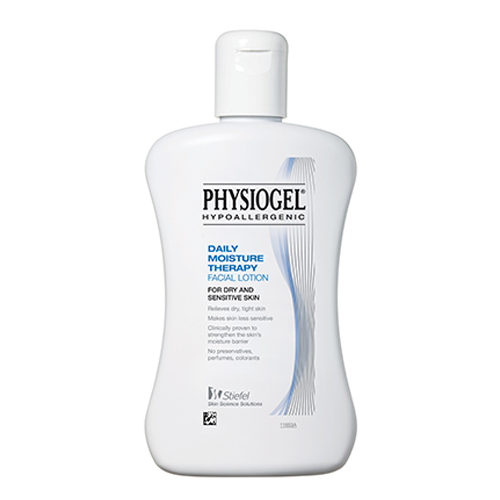 PHYSIOGEL®
HYPOALLERGENIC
DAILY
MOISTURE
THERAPY
FACIAL LOTION
FOR DRY AND
SENSITIVE SKIN
Relieves dry, tight skin
Makes skin less sensitive
Clinically proven to
strengthen the skin's
moisture barrier
No preservatives,
perfumes, colorants
Stiefel
Skin Science Solutions